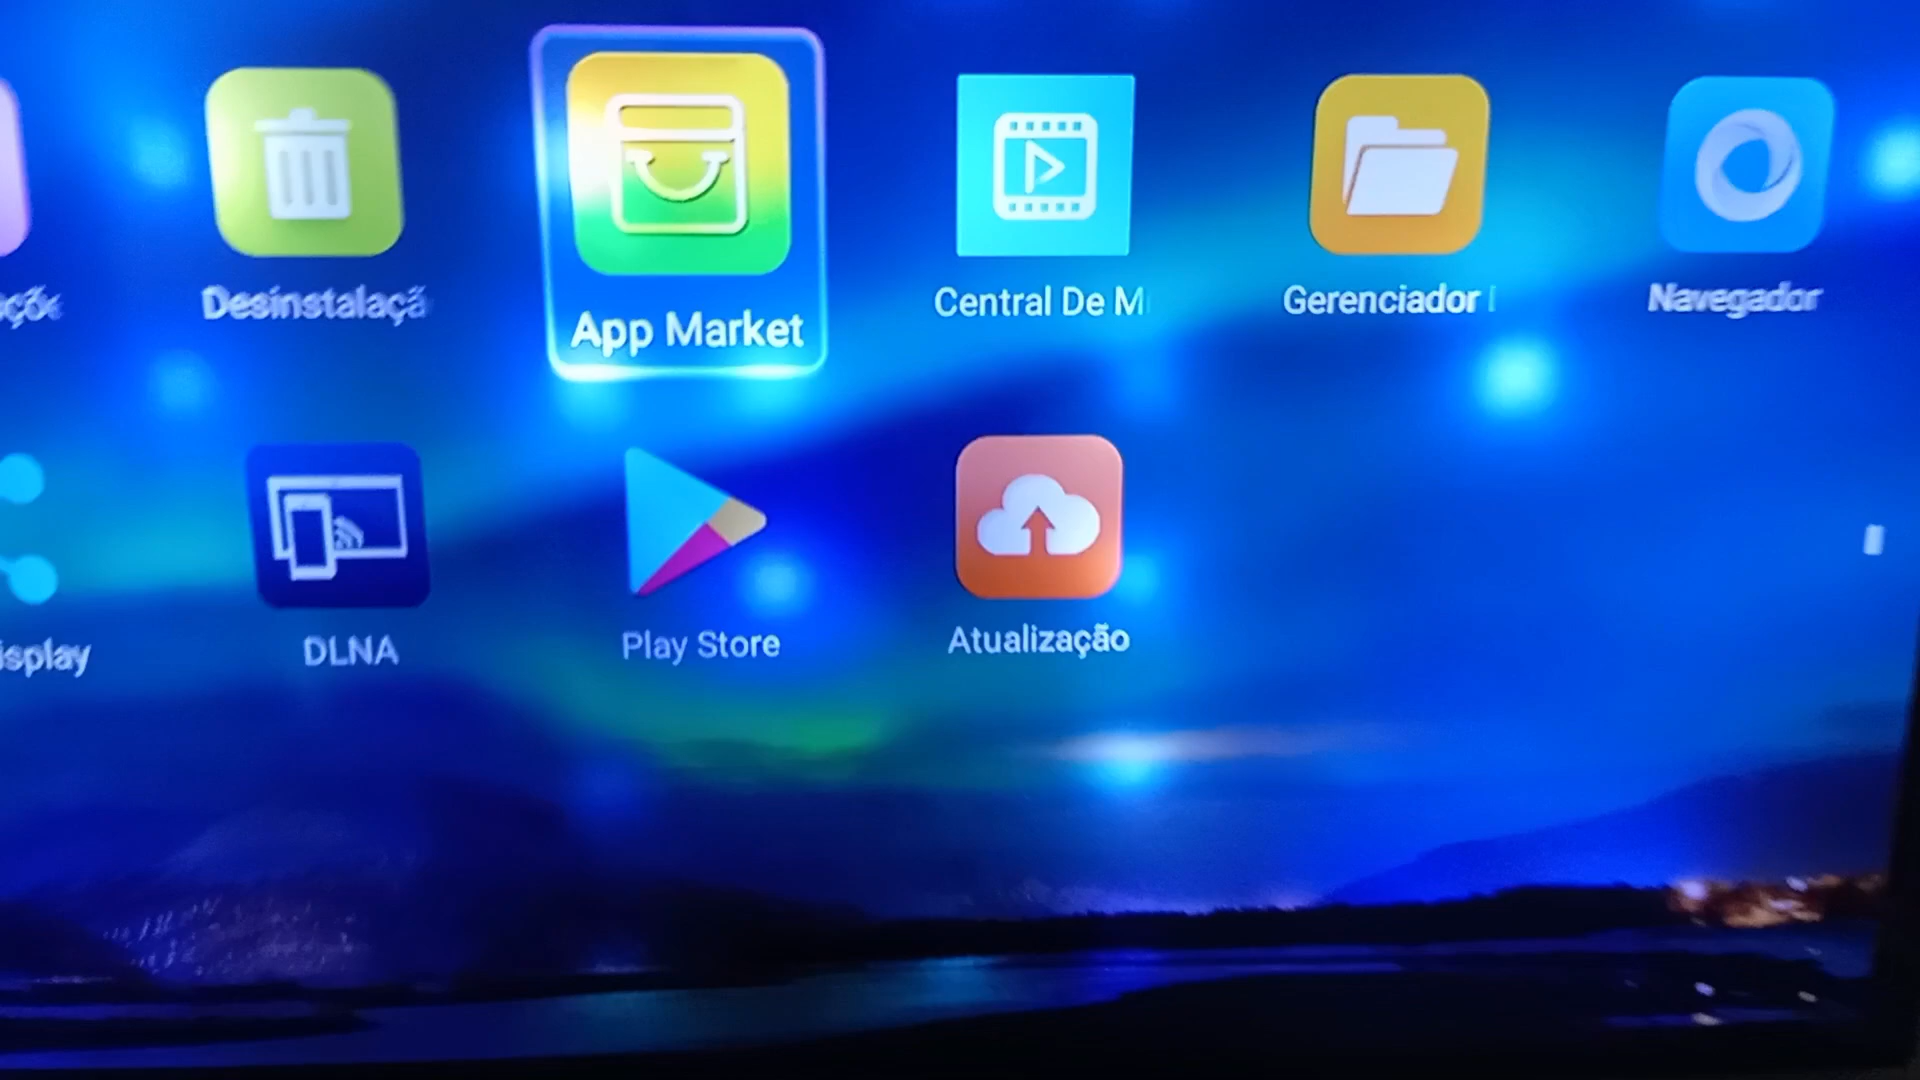 Desinstalaçã
App Market
Central De M
Gerenciador
Navegador
isplay
DLNA
Play Store
Atualização